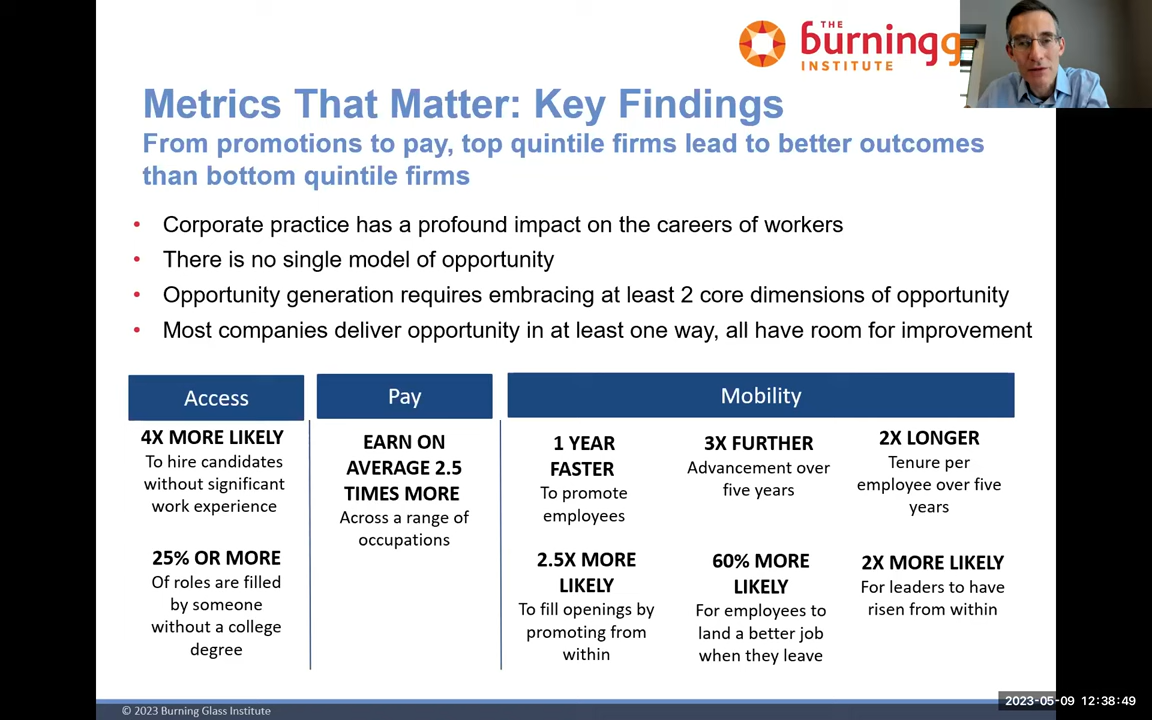 THE
burning
INSTITUTE
Metrics That Matter: Key Findings
From promotions to pay, top quintile firms lead to better outcomes
than bottom quintile firms
• Corporate practice has a profound impact on the careers of workers
• There is no single model of opportunity
• Opportunity generation requires embracing at least 2 core dimensions of opportunity
• Most companies deliver opportunity in at least one way, all have room for improvement
Access
4X MORE LIKELY
To hire candidates
without significant
work experience
25% OR MORE
Of roles are filled
by someone
without a college
degree
Pay
EARN ON
AVERAGE 2.5
TIMES MORE
Across a range of
occupations
Mobility
1 YEAR
FASTER
To promote
employees
3X FURTHER
Advancement over
five years
2X LONGER
Tenure per
employee over five
years
2.5X MORE
LIKELY
To fill openings by
promoting from
within
60% MORE
LIKELY
For employees to
land a better job
when they leave
2X MORE LIKELY
For leaders to have
risen from within
© 2023 Burning Glass Institute
2023-05-09 12:38:49